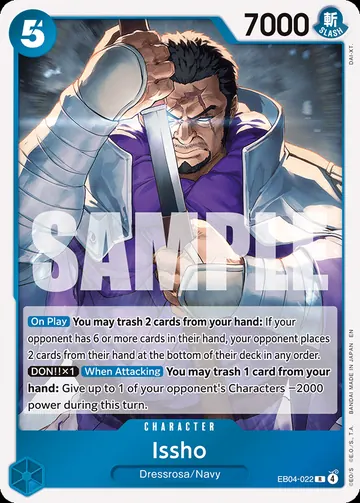 5
7000
斬
SLASH
DAI-XT.
SAMPLE
On Play You may trash 2 cards from your hand: If your
opponent has 6 or more cards in their hand, your opponent places
2 cards from their hand at the bottom of their deck in any order.
DON!!×1 When Attacking You may trash 1 card from your
hand: Give up to 1 of your opponent's Characters −2000
power during this turn.
CHARACTER
Issho
Dressrosa/Navy
EB04-022 R 4
©E.O/S. ©E.O./S., T.A. BANDAI MADE IN JAPAN EN